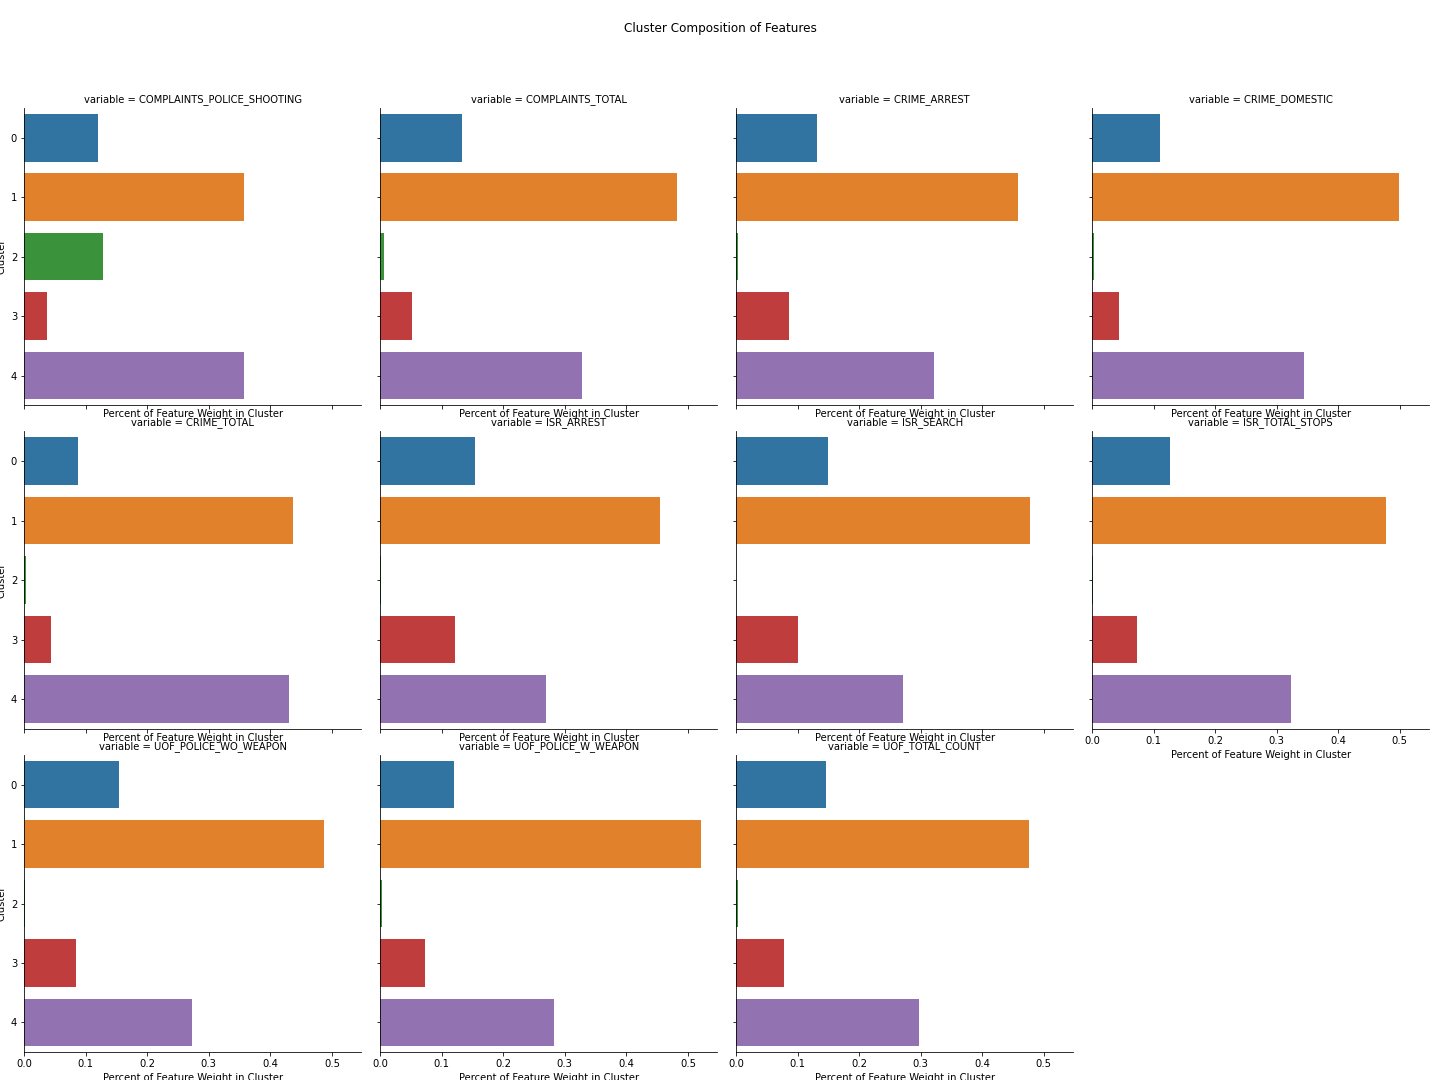 Cluster Composition of Features
variable = COMPLAINTS_POLICE_SHOOTING
variable = COMPLAINTS_TOTAL
variable = CRIME_ARREST
variable = CRIME_DOMESTIC
0
1
2
3
4
Cluster
Percent of Feature Weight in Cluster
Percent of Feature Weight in Cluster
Percent of Feature Weight in Cluster
Percent of Feature Weight in Cluster
variable = CRIME_TOTAL
variable = ISR_ARREST
variable = ISR_SEARCH
variable = ISR_TOTAL_STOPS
0
1
2
3
4
Cluster
Percent of Feature Weight in Cluster
Percent of Feature Weight in Cluster
Percent of Feature Weight in Cluster
0.0 0.1 0.2 0.3 0.4 0.5
Percent of Feature Weight in Cluster
variable = UOF_POLICE_WO_WEAPON
variable = UOF_POLICE_W_WEAPON
variable = UOF_TOTAL_COUNT
0
1
2
3
4
Cluster
0.0 0.1 0.2 0.3 0.4 0.5
0.0 0.1 0.2 0.3 0.4 0.5
0.0 0.1 0.2 0.3 0.4 0.5
Percent of Feature Weight in Cluster
Percent of Feature Weight in Cluster
Percent of Feature Weight in Cluster